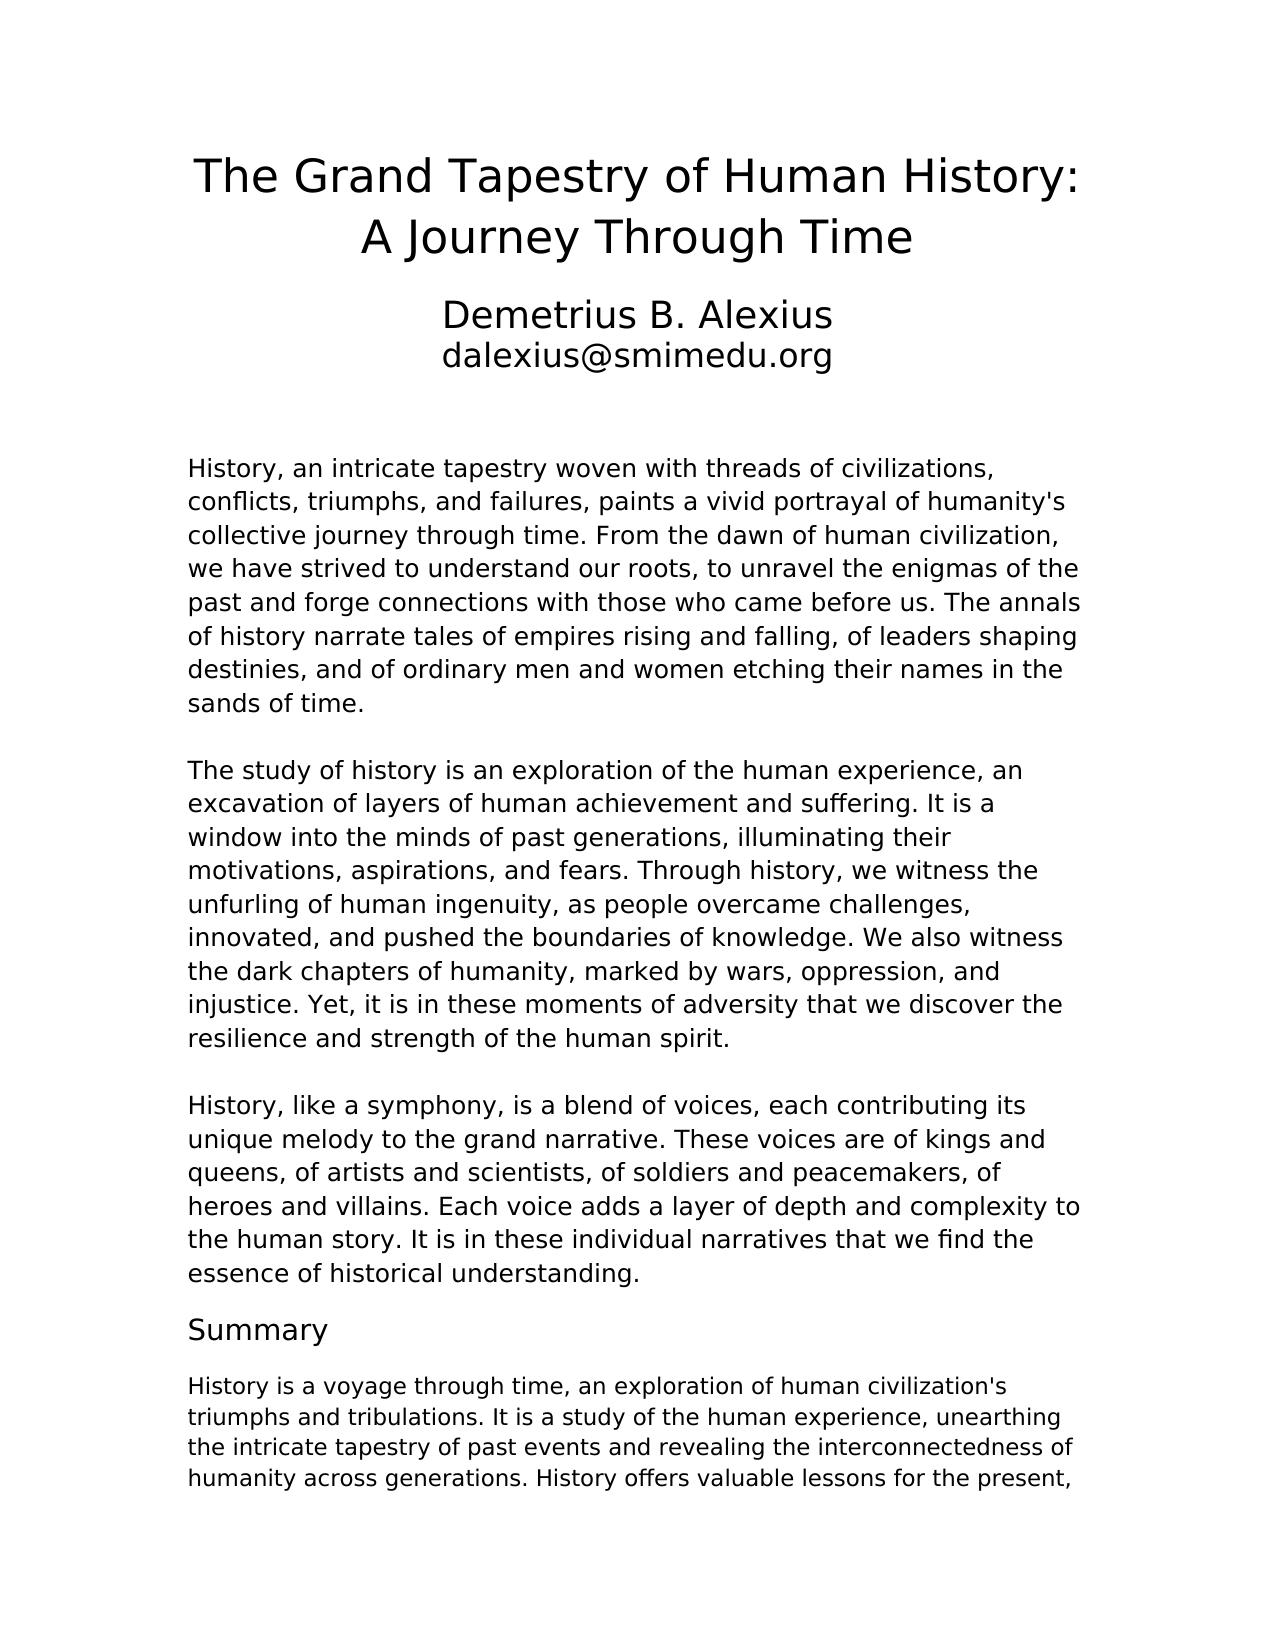 The Grand Tapestry of Human History:
A Journey Through Time
Demetrius B. Alexius
dalexius@smimedu.org
History, an intricate tapestry woven with threads of civilizations,
conflicts, triumphs, and failures, paints a vivid portrayal of humanity's
collective journey through time. From the dawn of human civilization,
we have strived to understand our roots, to unravel the enigmas of the
past and forge connections with those who came before us. The annals
of history narrate tales of empires rising and falling, of leaders shaping
destinies, and of ordinary men and women etching their names in the
sands of time.
The study of history is an exploration of the human experience, an
excavation of layers of human achievement and suffering. It is a
window into the minds of past generations, illuminating their
motivations, aspirations, and fears. Through history, we witness the
unfurling of human ingenuity, as people overcame challenges,
innovated, and pushed the boundaries of knowledge. We also witness
the dark chapters of humanity, marked by wars, oppression, and
injustice. Yet, it is in these moments of adversity that we discover the
resilience and strength of the human spirit.
History, like a symphony, is a blend of voices, each contributing its
unique melody to the grand narrative. These voices are of kings and
queens, of artists and scientists, of soldiers and peacemakers, of
heroes and villains. Each voice adds a layer of depth and complexity to
the human story. It is in these individual narratives that we find the
essence of historical understanding.
Summary
History is a voyage through time, an exploration of human civilization's
triumphs and tribulations. It is a study of the human experience, unearthing
the intricate tapestry of past events and revealing the interconnectedness of
humanity across generations. History offers valuable lessons for the present,